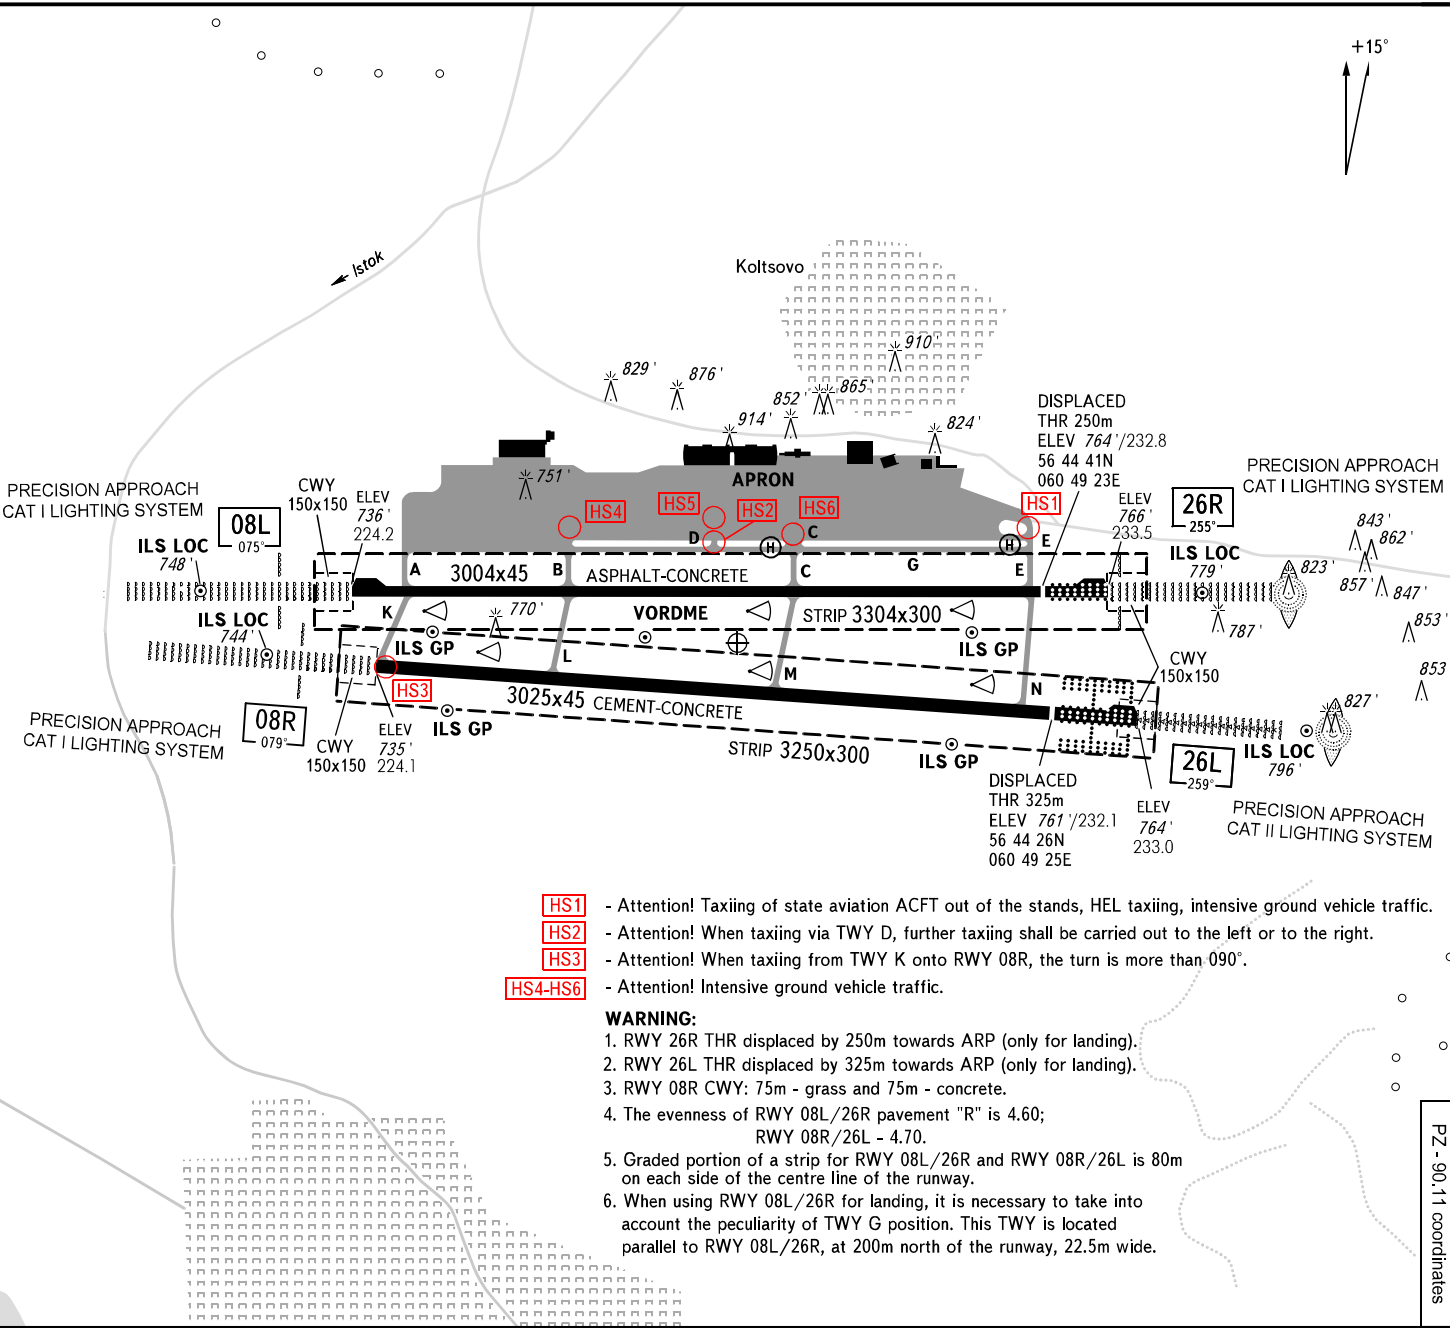 +15°
Istok
Koltsovo
910'
829'
876'
865'
852'
914'
824'
751'
DISPLACED
THR 250m
ELEV 764'/232.8
56 44 41N
060 49 23E
PRECISION APPROACH
CAT I LIGHTING SYSTEM
CWY
150x150
ELEV
736'
224.2
08L
075°
ILS LOC
748'
ILS LOC
744'
APRON
HS4
HS5
HS2
HS6
HS1
D
H
C
H
E
ELEV
766'
233.5
26R
255°
PRECISION APPROACH
CAT I LIGHTING SYSTEM
ILS LOC
779'
843'
862'
823'
857'
847'
853'
853
787'
827'
A
3004x45
B
ASPHALT-CONCRETE
C
G
E
K
770'
VORDME
STRIP 3304x300
ILS GP
ILS GP
L
M
N
HS3
3025x45 CEMENT-CONCRETE
CWY
150x150
PRECISION APPROACH
CAT I LIGHTING SYSTEM
08R
079°
CWY
150x150
ELEV
735'
224.1
ILS GP
STRIP 3250x300
ILS GP
26L
259°
ILS LOC
796'
DISPLACED
THR 325m
ELEV 761'/232.1
56 44 26N
060 49 25E
ELEV
764'
233.0
PRECISION APPROACH
CAT II LIGHTING SYSTEM
HS1 - Attention! Taxiing of state aviation ACFT out of the stands, HEL taxiing, intensive ground vehicle traffic.
HS2 - Attention! When taxiing via TWY D, further taxiing shall be carried out to the left or to the right.
HS3 - Attention! When taxiing from TWY K onto RWY 08R, the turn is more than 090°.
HS4-HS6 - Attention! Intensive ground vehicle traffic.
WARNING:
1. RWY 26R THR displaced by 250m towards ARP (only for landing).
2. RWY 26L THR displaced by 325m towards ARP (only for landing).
3. RWY 08R CWY: 75m - grass and 75m - concrete.
4. The evenness of RWY 08L/26R pavement "R" is 4.60;
RWY 08R/26L - 4.70.
5. Graded portion of a strip for RWY 08L/26R and RWY 08R/26L is 80m
on each side of the centre line of the runway.
6. When using RWY 08L/26R for landing, it is necessary to take into
account the peculiarity of TWY G position. This TWY is located
parallel to RWY 08L/26R, at 200m north of the runway, 22.5m wide.
PZ - 90.11 coordinates